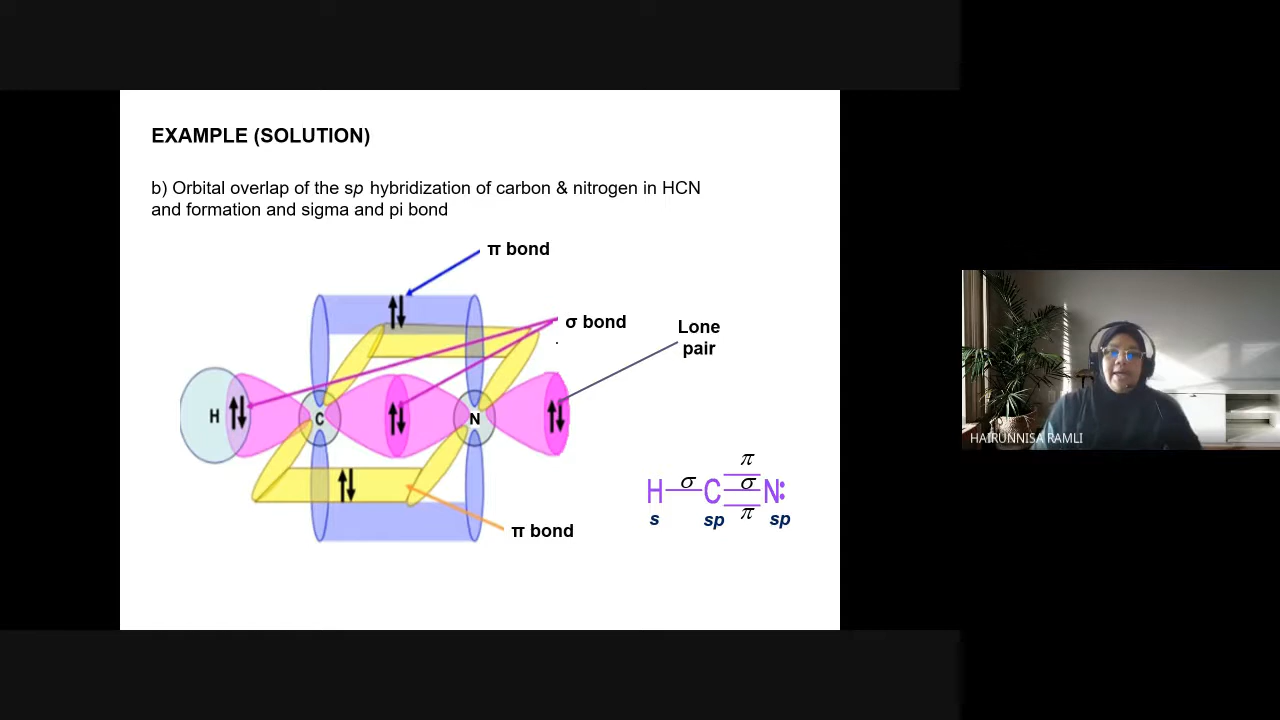 EXAMPLE (SOLUTION)
b) Orbital overlap of the sp hybridization of carbon & nitrogen in HCN
and formation and sigma and pi bond
π bond
σ bond
Lone
pair
H
C
N
π bond
π
H σ C σ N:
π
s sp sp
HAIRUNNISA RAMLI